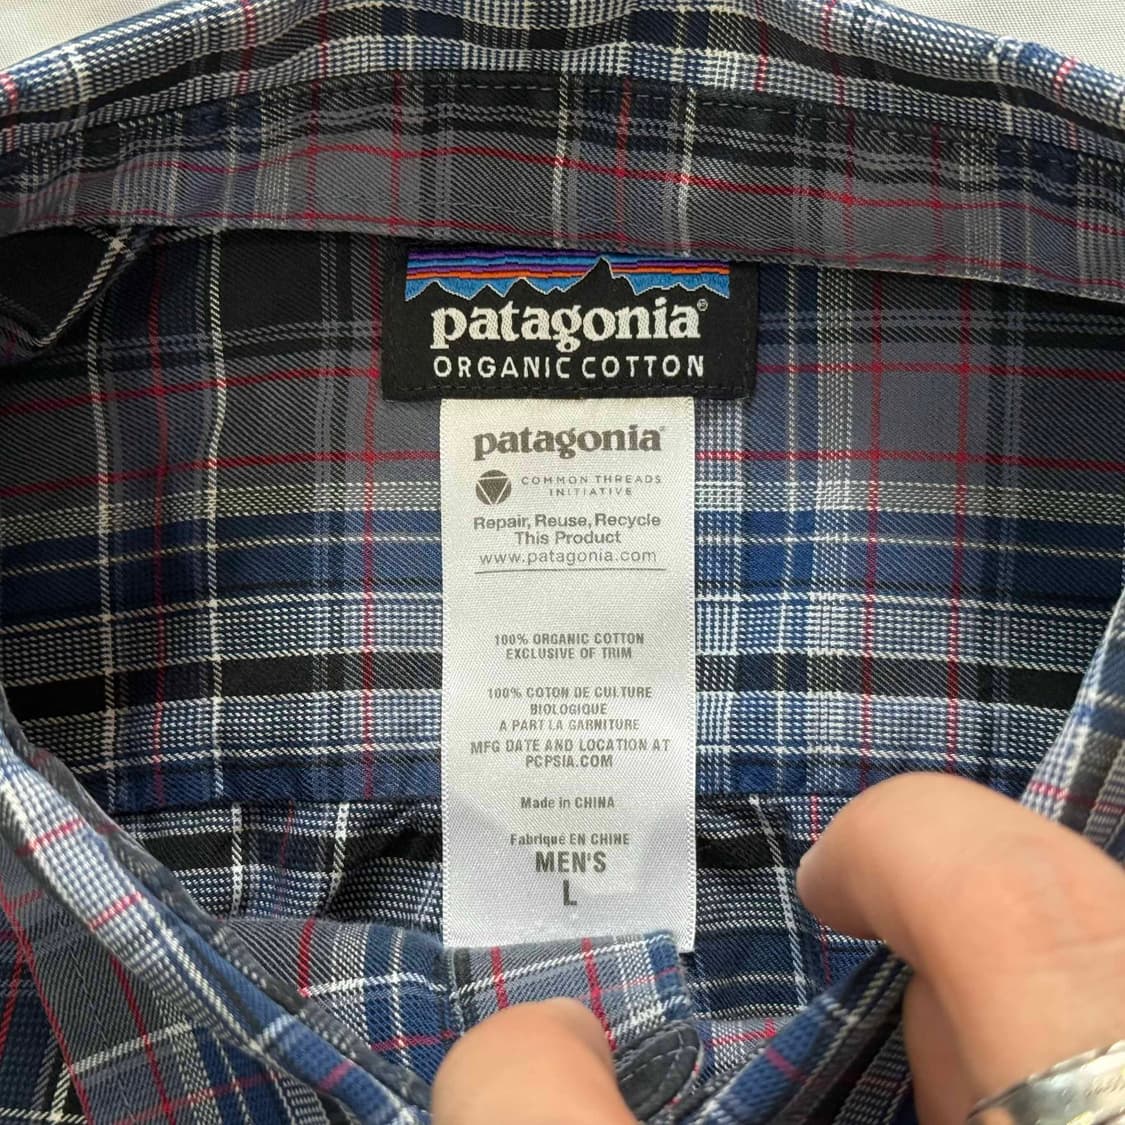 patagonia®
ORGANIC COTTON
patagonia®
COMMON THREADS
INITIATIVE
Repair, Reuse, Recycle
This Product
www.patagonia.com
100% ORGANIC COTTON
EXCLUSIVE OF TRIM
100% COTON DE CULTURE
BIOLOGIQUE
A PART LA GARNITURE
MFG DATE AND LOCATION AT
PCPSIA.COM
Made in CHINA
Fabriqué EN CHINE
MEN'S
L